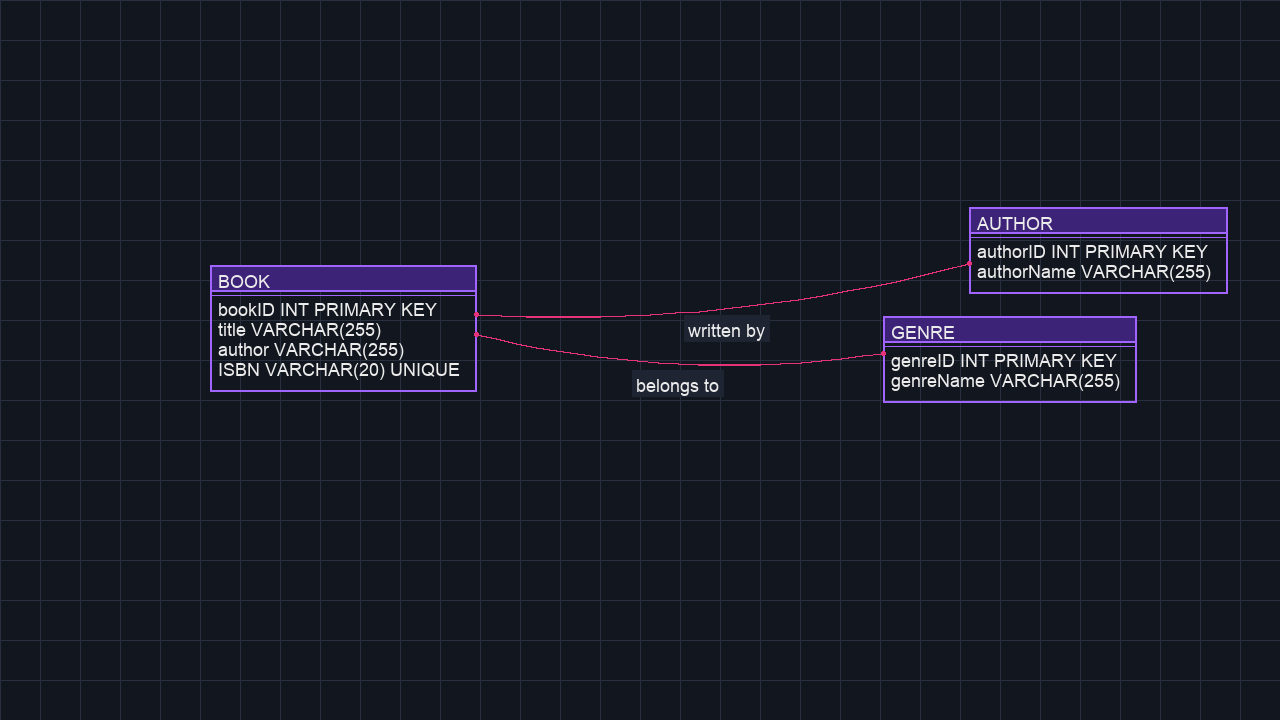 BOOK
bookID INT PRIMARY KEY
title VARCHAR(255)
author VARCHAR(255)
ISBN VARCHAR(20) UNIQUE
written by
belongs to
AUTHOR
authorID INT PRIMARY KEY
authorName VARCHAR(255)
GENRE
genreID INT PRIMARY KEY
genreName VARCHAR(255)